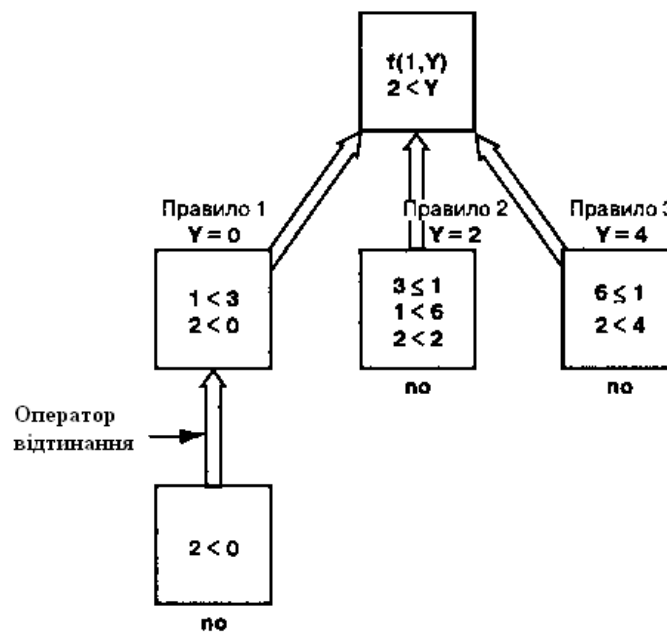 f(1,Y)
2 < Y
Правило 1
Y = 0
Правило 2
Y = 2
Правило 3
Y = 4
1 < 3
2 < 0
3 ≤ 1
1 < 6
2 < 2
6 ≤ 1
2 < 4
no
no
Оператор
відтинання
2 < 0
no